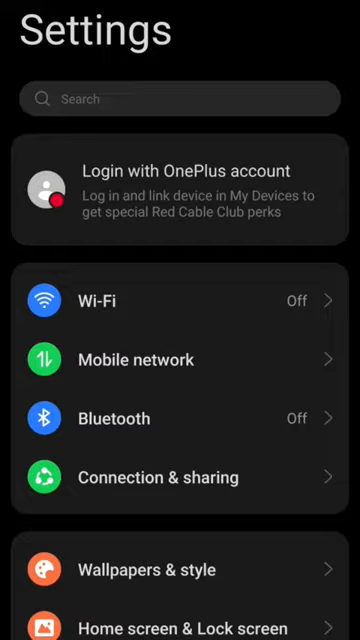 Settings
Search
Login with OnePlus account
Log in and link device in My Devices to
get special Red Cable Club perks
Wi-Fi
Off
Mobile network
Bluetooth
Off
Connection & sharing
Wallpapers & style
Home screen & Lock screen